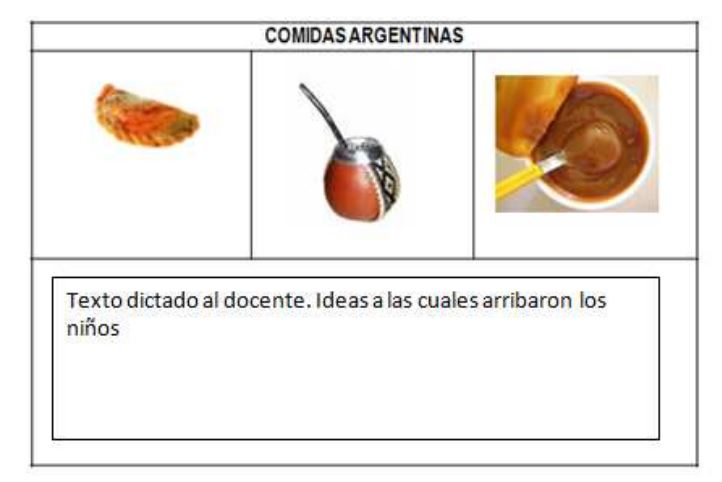 COMIDAS ARGENTINAS
Texto dictado al docente. Ideas a las cuales arribaron los
niños